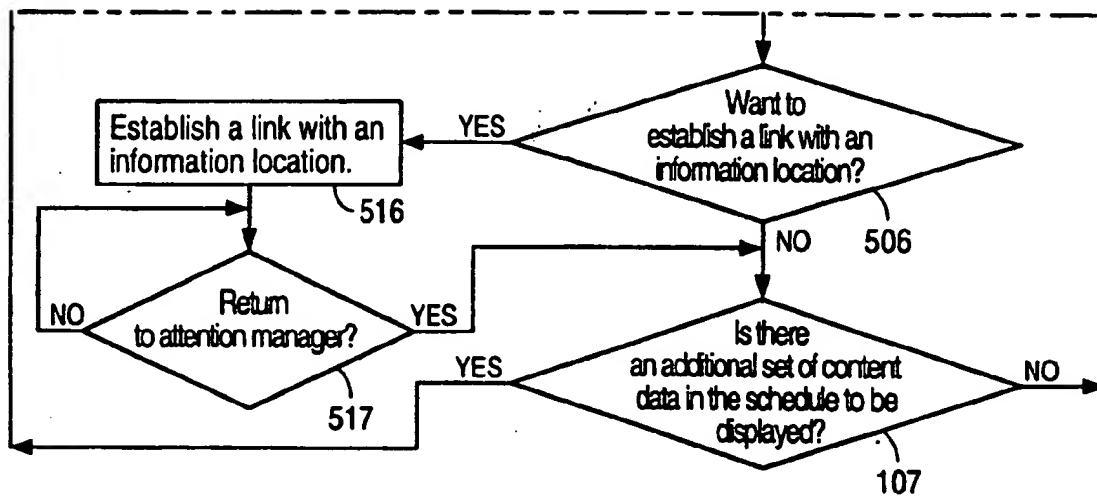 Want to
establish a link with an
information location?
506
YES
NO
Establish a link with an
information location.
516
Return
to attention manager?
517
NO
YES
Is there
an additional set of content
data in the schedule to be
displayed?
107
YES
NO